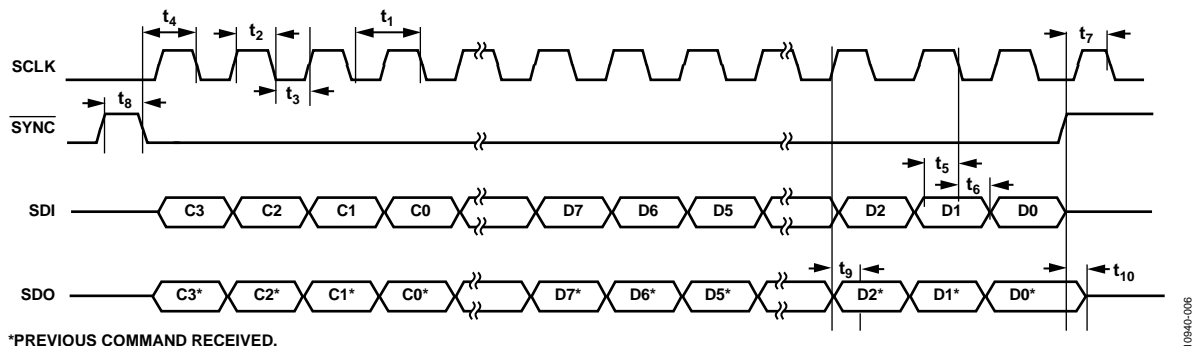 t4 t2 t1 t7
SCLK
t8 t3
SYNC
t5 t6
SDI C3 C2 C1 C0 D7 D6 D5 D2 D1 D0
t9 t10
SDO C3* C2* C1* C0* D7* D6* D5* D2* D1* D0*
*PREVIOUS COMMAND RECEIVED.
10940-006